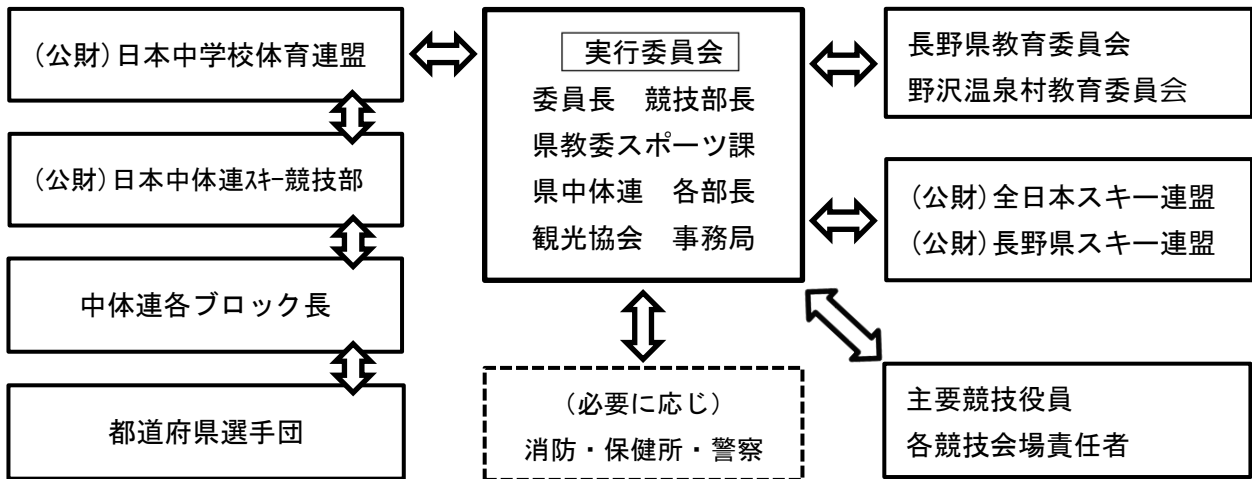 (公財)日本中学校体育連盟
(公財)日本中体連ｽｷｰ競技部
中体連各ブロック長
都道府県選手団
実行委員会
委員長　競技部長
県教委スポーツ課
県中体連　各部長
観光協会　事務局
(必要に応じ)
消防・保健所・警察
長野県教育委員会
野沢温泉村教育委員会
(公財)全日本スキー連盟
(公財)長野県スキー連盟
主要競技役員
各競技会場責任者